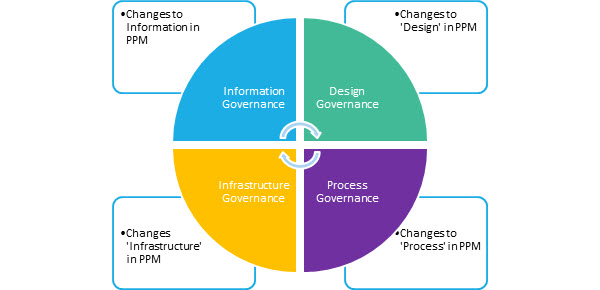 •Changes to
Information in
PPM
•Changes to
'Design' in PPM
Information
Governance
Design
Governance
Infrastructure
Governance
Process
Governance
•Changes
'Infrastructure'
in PPM
•Changes to
'Process' in PPM